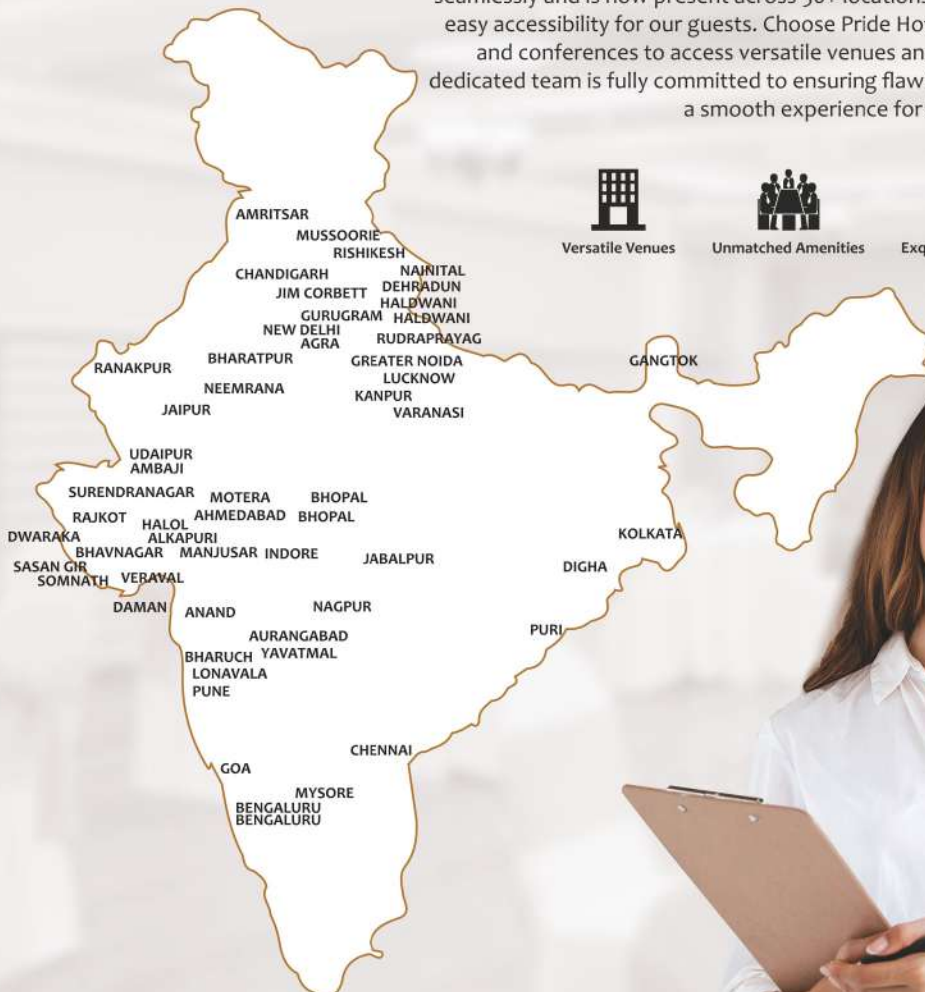 easy accessibility for our guests. Choose Pride Ho
and conferences to access versatile venues an
dedicated team is fully committed to ensuring flaw
a smooth experience for
Versatile Venues
Unmatched Amenities
AMRITSAR
MUSSOORIE
RISHIKESH
CHANDIGARH
NAINITAL
JIM CORBETT
DEHRADUN
HALDWANI
GURUGRAM
HALDWANI
NEW DELHI
AGRA
RUDRAPRAYAG
RANAKPUR
BHARATPUR
GREATER NOIDA
GANGTOK
LUCKNOW
NEEMRANA
KANPUR
JAIPUR
VARANASI
UDAIPUR
AMBAJI
SURENDRANAGAR
MOTERA
BHOPAL
RAJKOT
AHMEDABAD
BHOPAL
HALOL
DWARAKA
ALKAPURI
KOLKATA
BHAVNAGAR
MANJUSAR
INDORE
JABALPUR
SASAN GIR
DIGHA
SOMNATH
VERAVAL
DAMAN
ANAND
NAGPUR
PURI
AURANGABAD
BHARUCH
YAVATMAL
LONAVALA
PUNE
CHENNAI
GOA
MYSORE
BENGALURU
BENGALURU